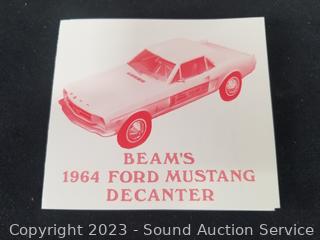 BEAM'S
1964 FORD MUSTANG
DECANTER
Copyright 2023 - Sound Auction Service